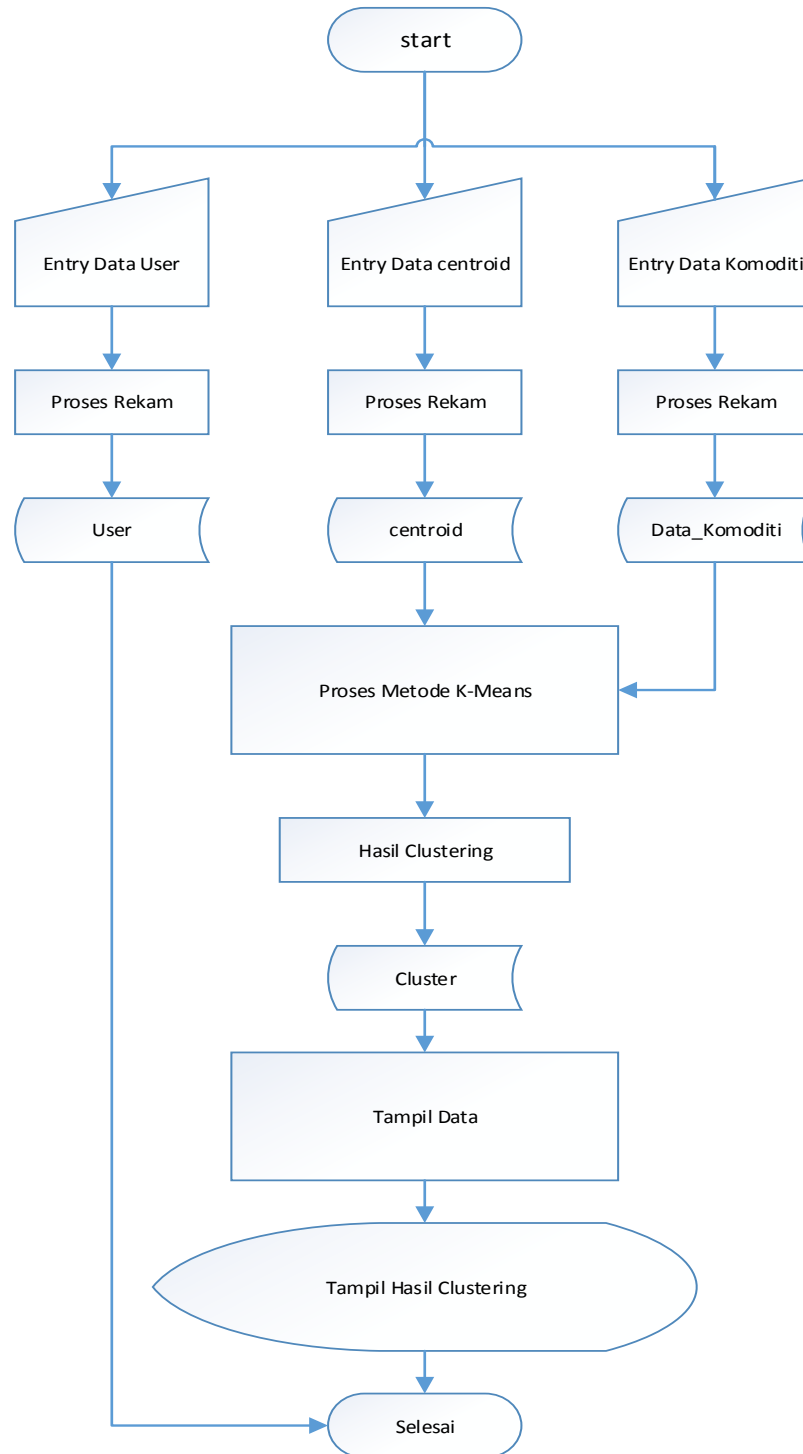 start
Entry Data User
Entry Data centroid
Entry Data Komoditi
Proses Rekam
Proses Rekam
Proses Rekam
User
centroid
Data_Komoditi
Proses Metode K-Means
Hasil Clustering
Cluster
Tampil Data
Tampil Hasil Clustering
Selesai